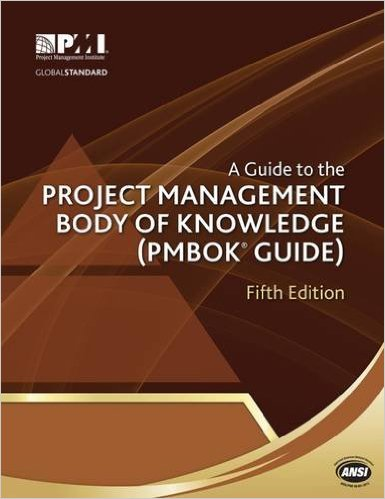 PMI
Project Management Institute
GLOBALSTANDARD
A Guide to the
PROJECT MANAGEMENT
BODY OF KNOWLEDGE
(PMBOK® GUIDE)
Fifth Edition
ANSI